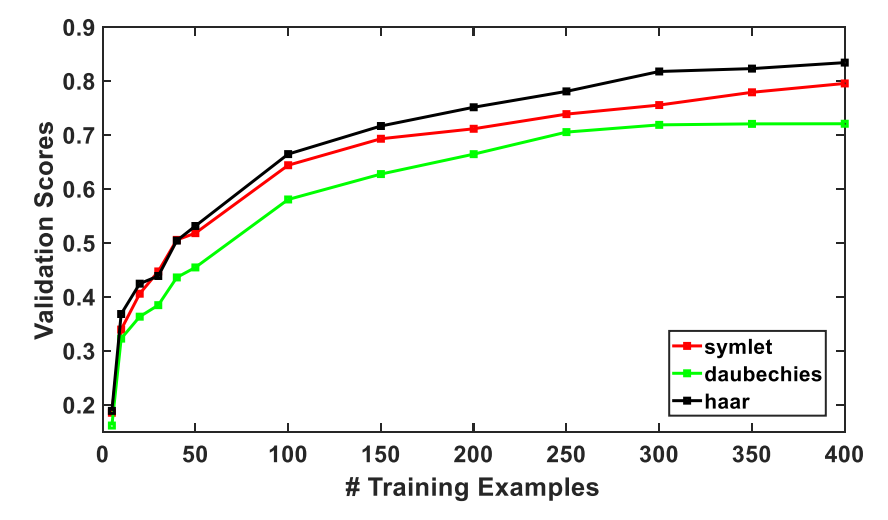 0.9
0.8
0.7
0.6
0.5
0.4
0.3
0.2
Validation Scores
symlet
daubechies
haar
0 50 100 150 200 250 300 350 400
# Training Examples